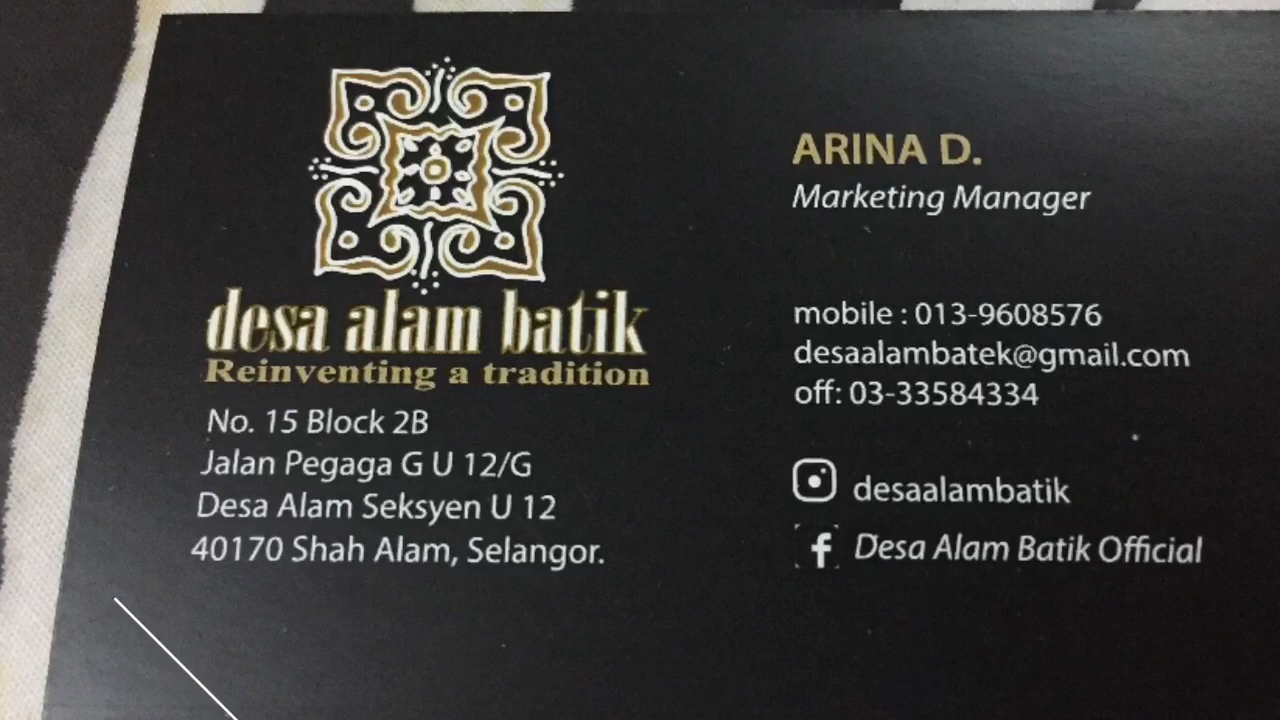 desa alam batik
Reinventing a tradition
No. 15 Block 2B
Jalan Pegaga G U 12/G
Desa Alam Seksyen U 12
40170 Shah Alam, Selangor.
ARINA D.
Marketing Manager
mobile : 013-9608576
desaalambatek@gmail.com
off: 03-33584334
desaalambatik
Desa Alam Batik Official